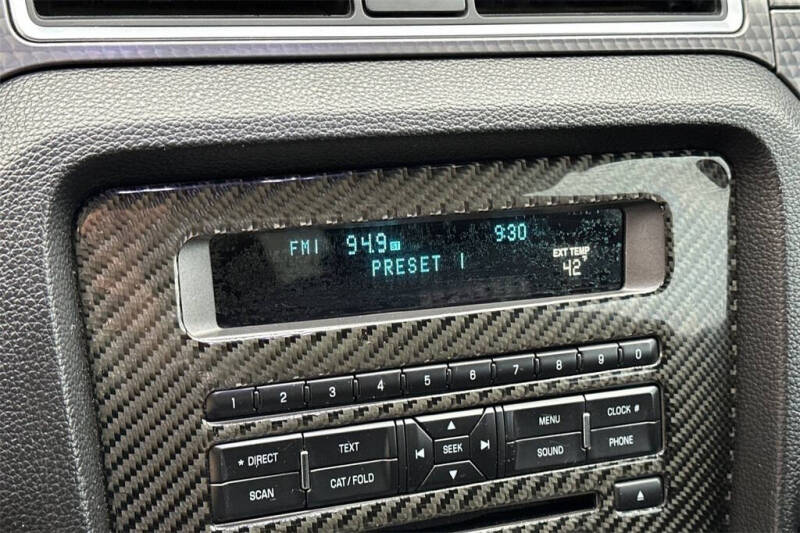 FM1 94.9 ST 9:30
PRESET 1
EXT TEMP
42°
1 2 3 4 5 6 7 8 9 0
* DIRECT TEXT SEEK MENU CLOCK #
SCAN CAT/FOLD SOUND PHONE